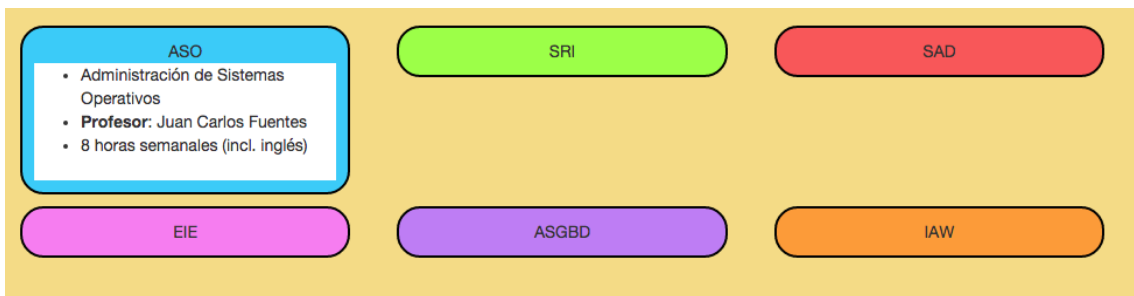 ASO
SRI
SAD
• Administración de Sistemas
Operativos
• Profesor: Juan Carlos Fuentes
• 8 horas semanales (incl. inglés)
EIE
ASGBD
IAW